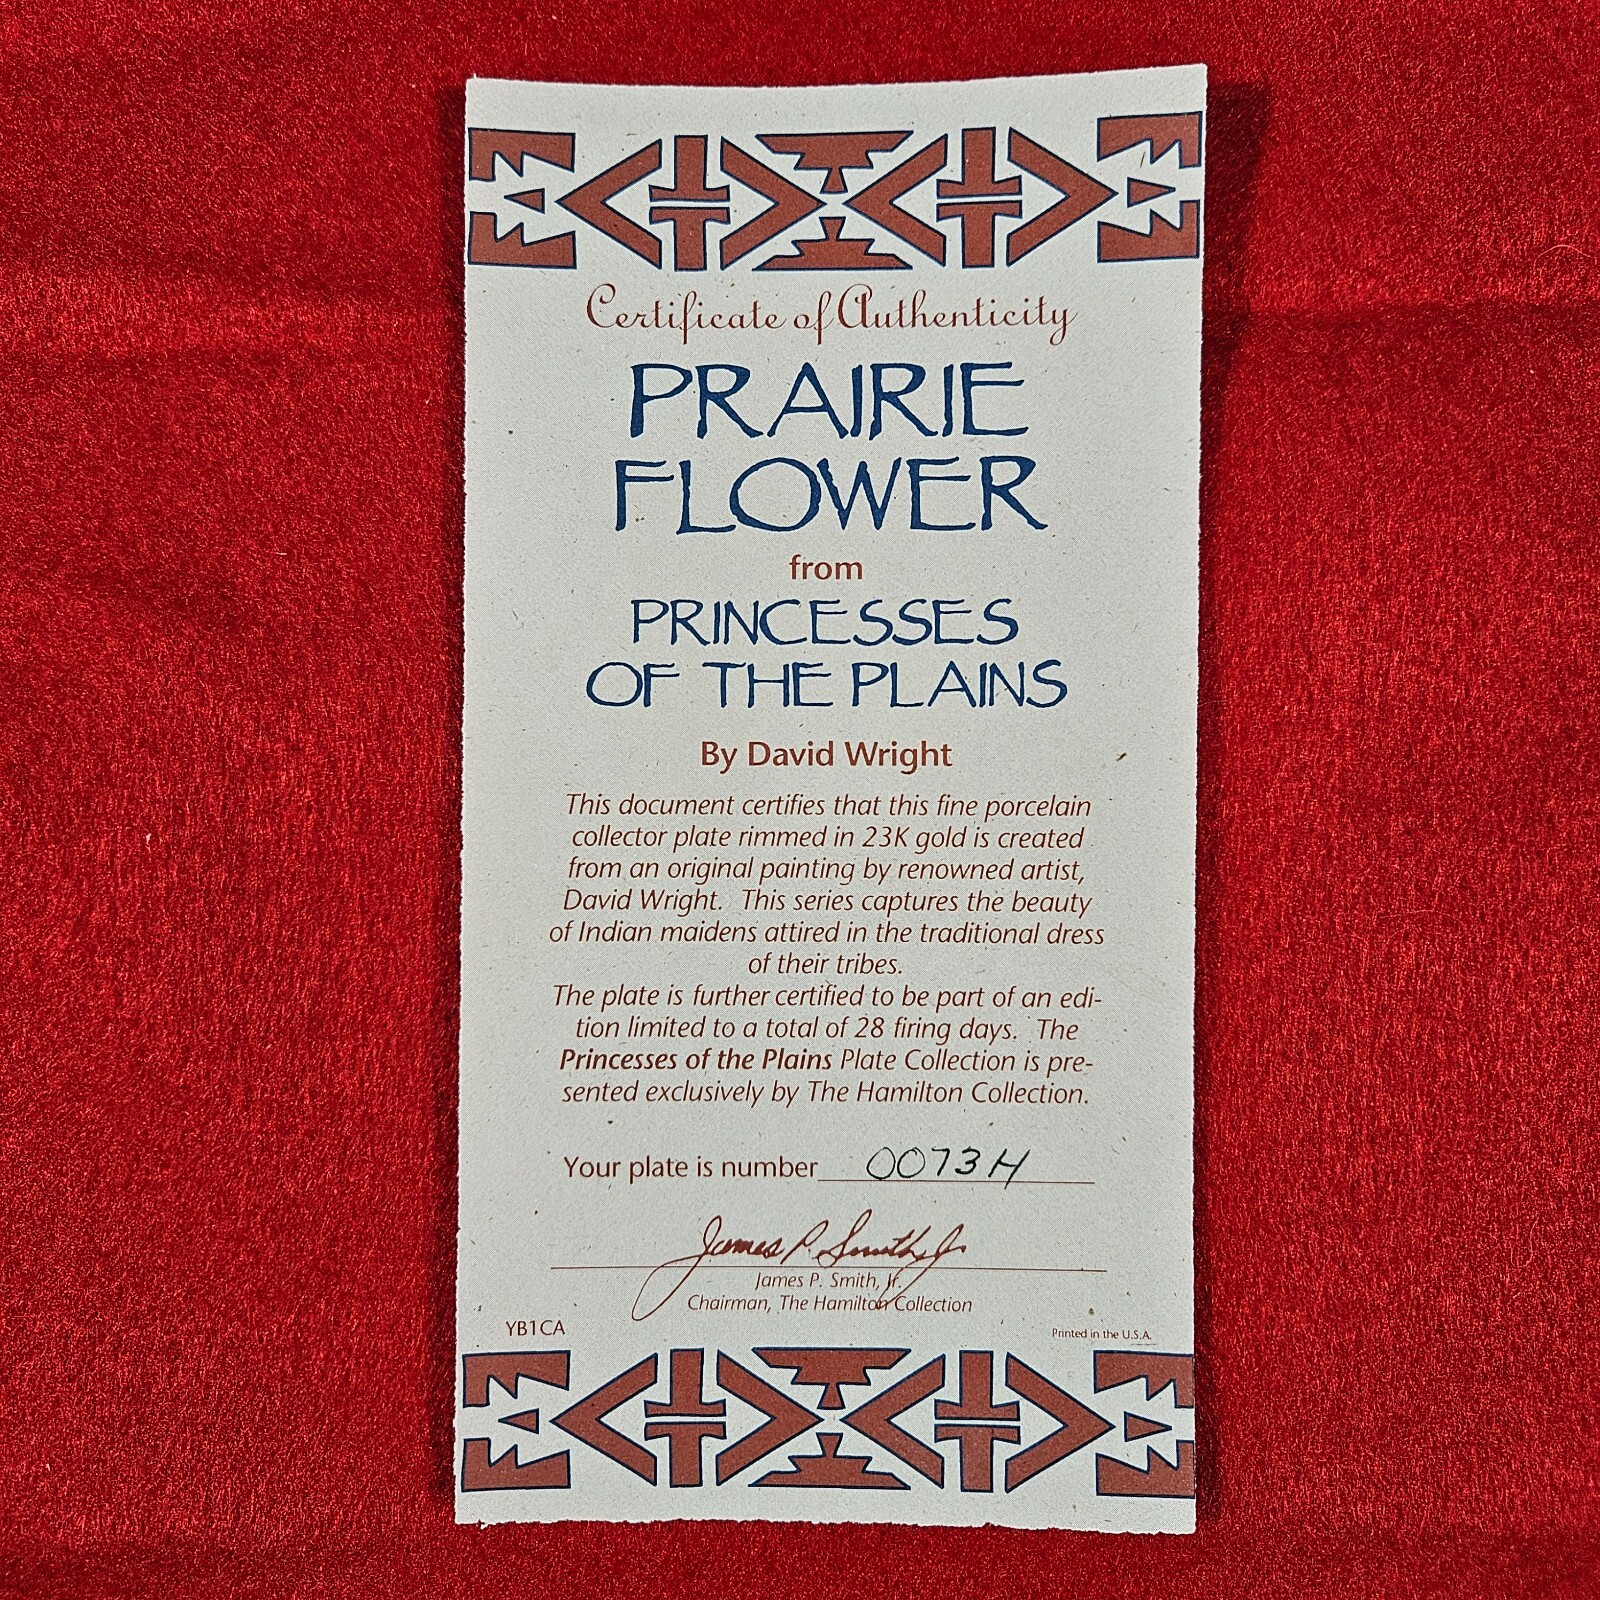 Certificate of Authenticity
PRAIRIE
FLOWER
from
PRINCESSES
OF THE PLAINS
By David Wright
This document certifies that this fine porcelain
collector plate rimmed in 23K gold is created
from an original painting by renowned artist,
David Wright. This series captures the beauty
of Indian maidens attired in the traditional dress
of their tribes.
The plate is further certified to be part of an edi-
tion limited to a total of 28 firing days. The
Princesses of the Plains Plate Collection is pre-
sented exclusively by The Hamilton Collection.
Your plate is number 0073H
James P. Smith, Jr.
James P. Smith, Jr.
Chairman, The Hamilton Collection
YB1CA
Printed in the U.S.A.